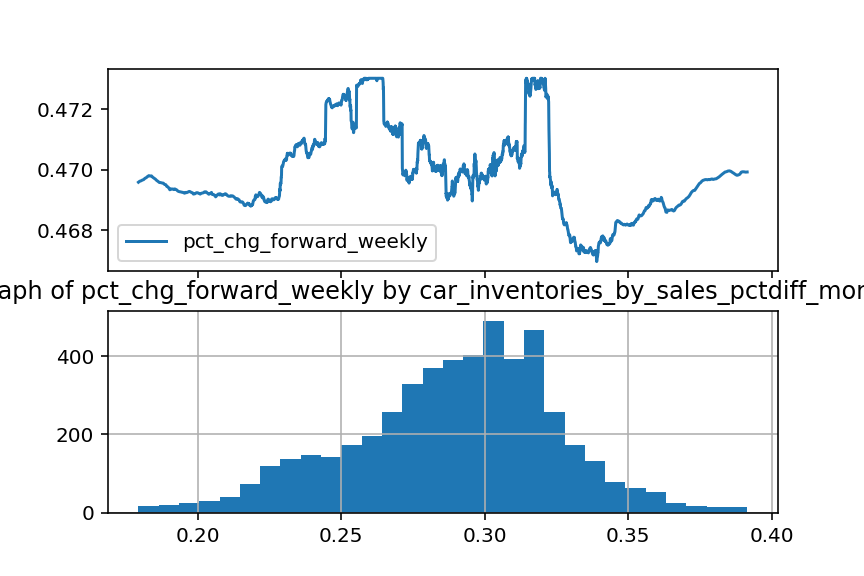 0.472
0.470
0.468
pct_chg_forward_weekly
aph of pct_chg_forward_weekly by car_inventories_by_sales_pctdiff_mor
400
200
0
0.20 0.25 0.30 0.35 0.40